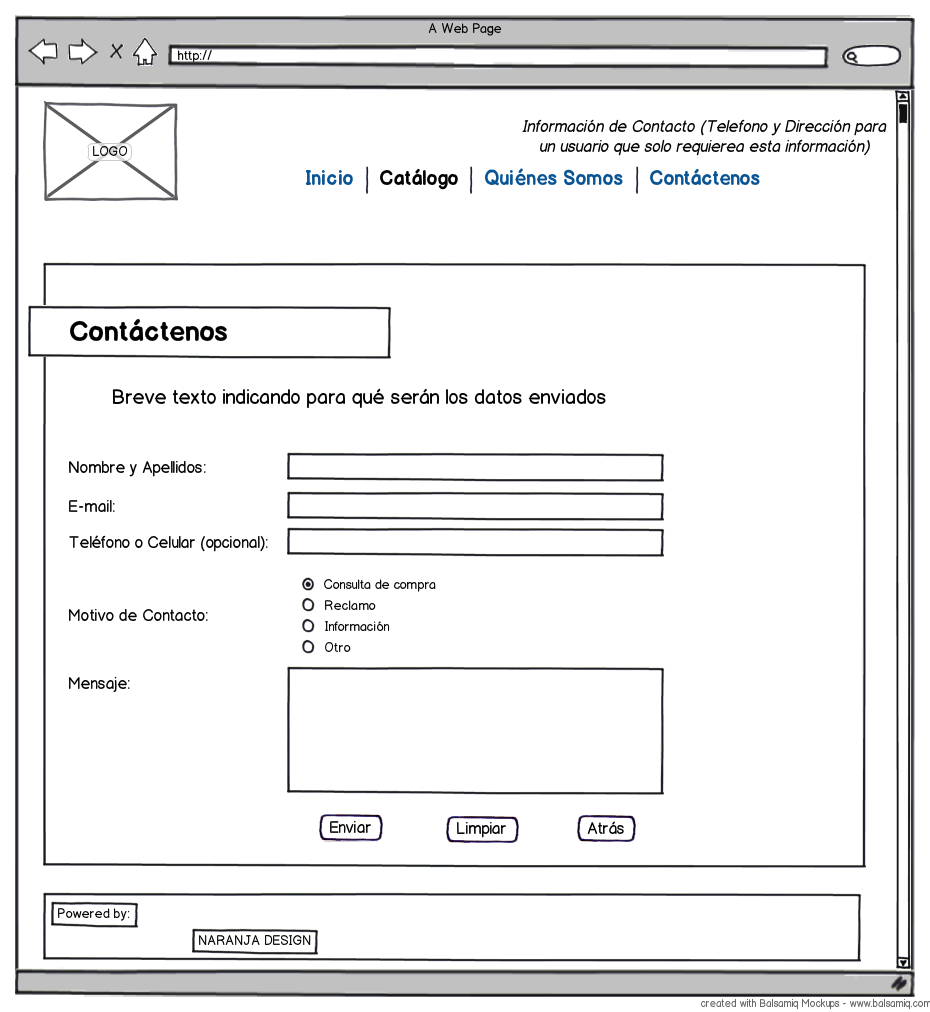 A Web Page
http://
LOGO
Información de Contacto (Telefono y Dirección para
un usuario que solo requierea esta información)
Inicio | Catálogo | Quiénes Somos | Contáctenos
Contáctenos
Breve texto indicando para qué serán los datos enviados
Nombre y Apellidos:
E-mail:
Teléfono o Celular (opcional):
Motivo de Contacto:
Consulta de compra
Reclamo
Información
Otro
Mensaje:
Enviar Limpiar Atrás
Powered by:
NARANJA DESIGN
created with Balsamiq Mockups - www.balsamiq.com